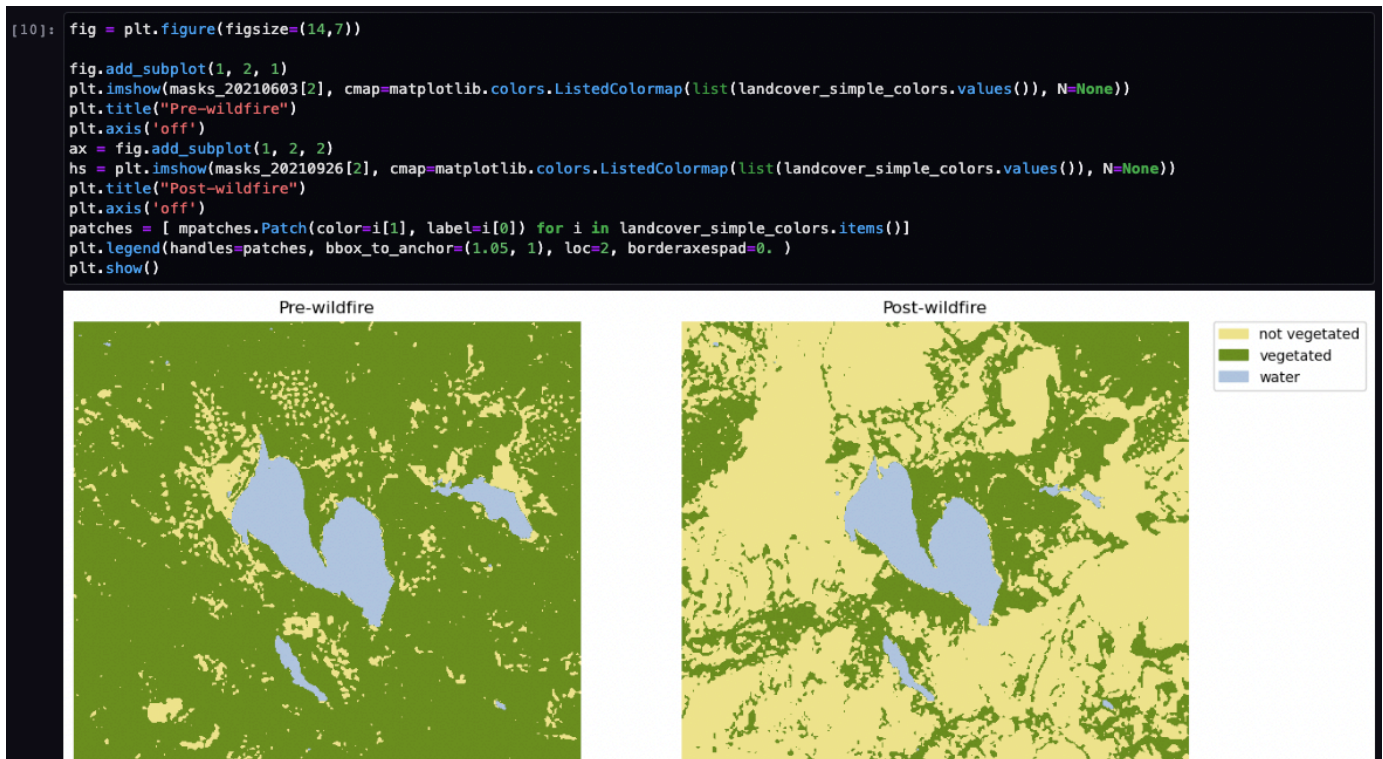 [10]: fig = plt.figure(figsize=(14,7))
fig.add_subplot(1, 2, 1)
plt.imshow(masks_20210603[2], cmap=matplotlib.colors.ListedColormap(list(landcover_simple_colors.values()), N=None))
plt.title("Pre-wildfire")
plt.axis('off')
ax = fig.add_subplot(1, 2, 2)
hs = plt.imshow(masks_20210926[2], cmap=matplotlib.colors.ListedColormap(list(landcover_simple_colors.values()), N=None))
plt.title("Post-wildfire")
plt.axis('off')
patches = [ mpatches.Patch(color=i[1], label=i[0]) for i in landcover_simple_colors.items()]
plt.legend(handles=patches, bbox_to_anchor=(1.05, 1), loc=2, borderaxespad=0. )
plt.show()
Pre-wildfire
Post-wildfire
not vegetated
vegetated
water